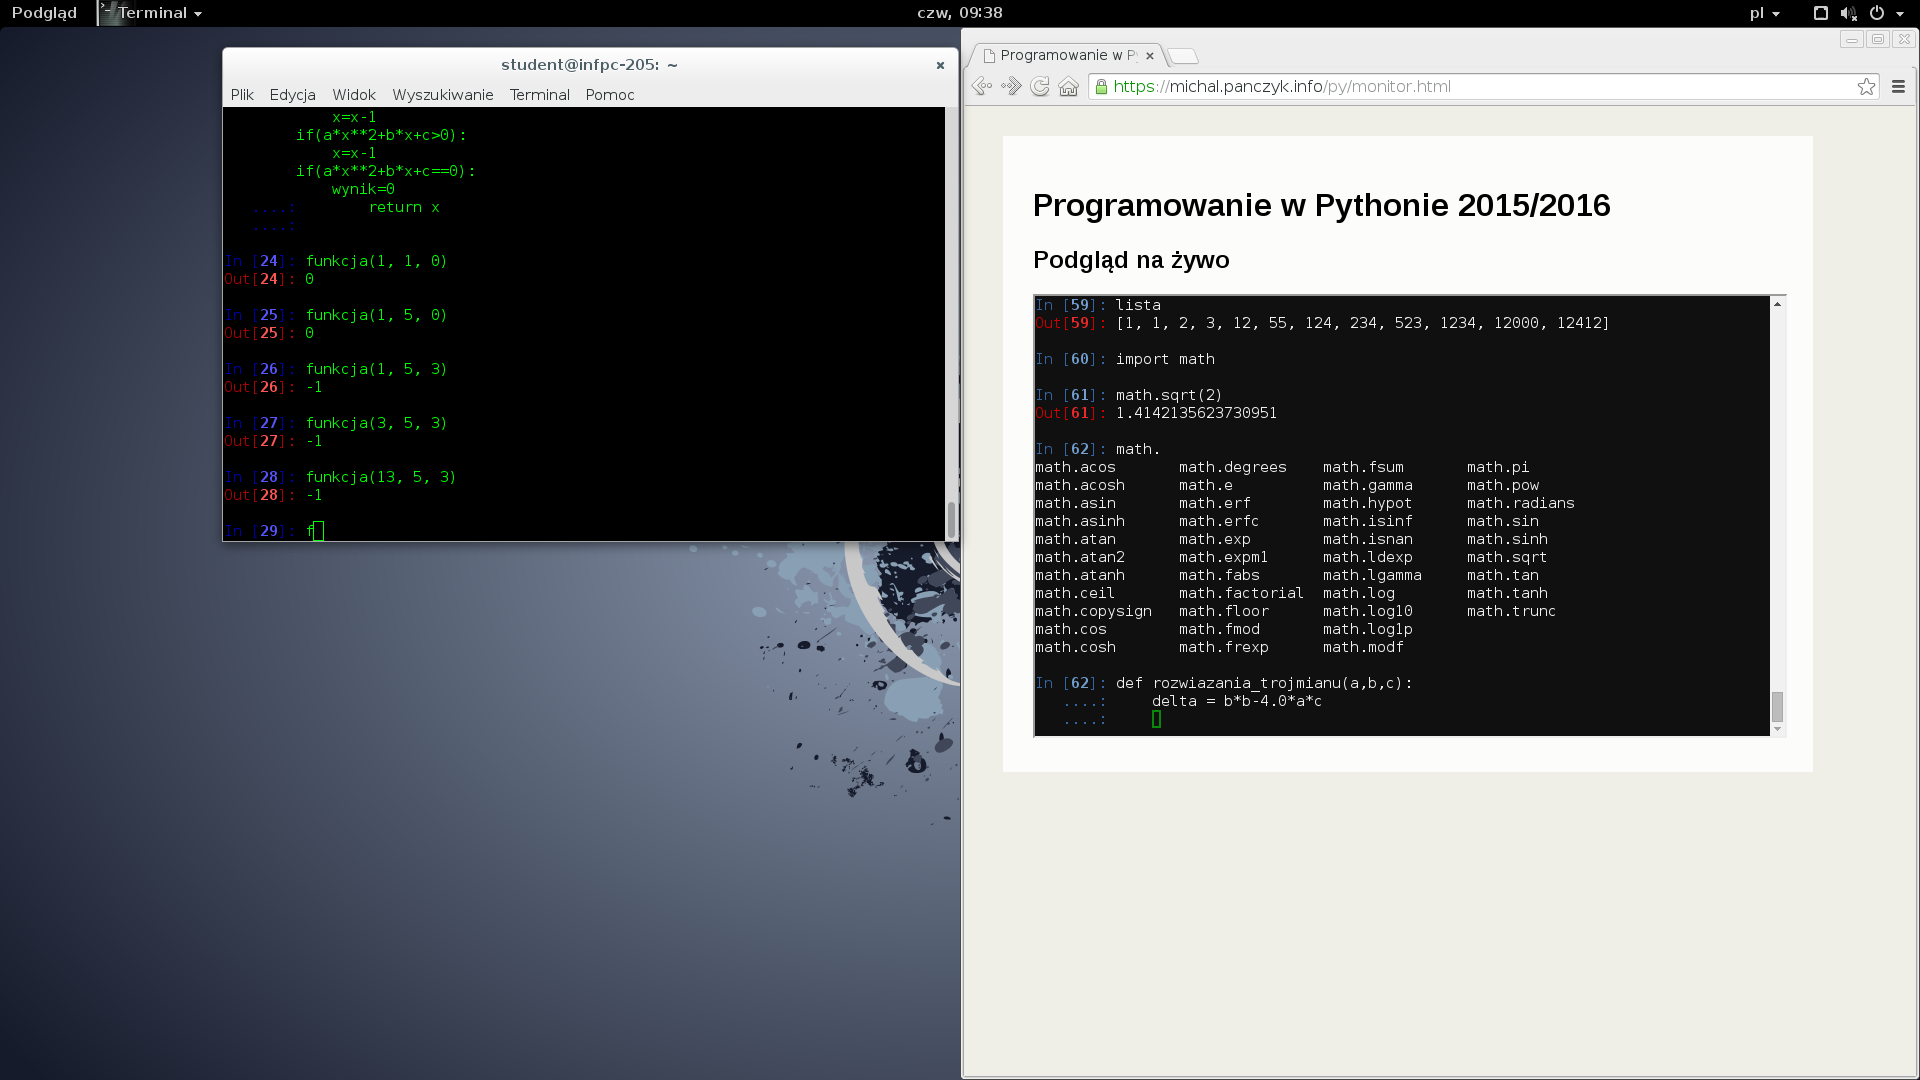 Podgląd
Terminal
czw, 09:38
pl
student@infpc-205: ~
Plik Edycja Widok Wyszukiwanie Terminal Pomoc
x=x-1
if(a*x**2+b*x+c>0):
x=x-1
if(a*x**2+b*x+c==0):
wynik=0
....: return x
....:
In [24]: funkcja(1, 1, 0)
Out[24]: 0
In [25]: funkcja(1, 5, 0)
Out[25]: 0
In [26]: funkcja(1, 5, 3)
Out[26]: -1
In [27]: funkcja(3, 5, 3)
Out[27]: -1
In [28]: funkcja(13, 5, 3)
Out[28]: -1
In [29]: f
Programowanie w P
https://michal.panczyk.info/py/monitor.html
Programowanie w Pythonie 2015/2016
Podgląd na żywo
In [59]: lista
Out[59]: [1, 1, 2, 3, 12, 55, 124, 234, 523, 1234, 12000, 12412]
In [60]: import math
In [61]: math.sqrt(2)
Out[61]: 1.4142135623730951
In [62]: math.
math.acos math.degrees math.fsum math.pi
math.acosh math.e math.gamma math.pow
math.asin math.erf math.hypot math.radians
math.asinh math.erfc math.isinf math.sin
math.atan math.exp math.isnan math.sinh
math.atan2 math.expm1 math.ldexp math.sqrt
math.atanh math.fabs math.lgamma math.tan
math.ceil math.factorial math.log math.tanh
math.copysign math.floor math.log10 math.trunc
math.cos math.fmod math.log1p
math.cosh math.frexp math.modf
In [62]: def rozwiazania_trojmianu(a,b,c):
....: delta = b*b-4.0*a*c
....: